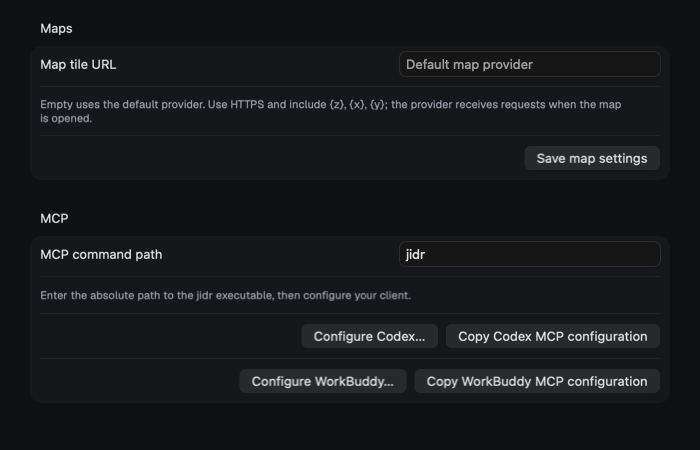 Maps
Map tile URL
Default map provider
Empty uses the default provider. Use HTTPS and include {z}, {x}, {y}; the provider receives requests when the map
is opened.
Save map settings
MCP
MCP command path
jidr
Enter the absolute path to the jidr executable, then configure your client.
Configure Codex...
Copy Codex MCP configuration
Configure WorkBuddy...
Copy WorkBuddy MCP configuration